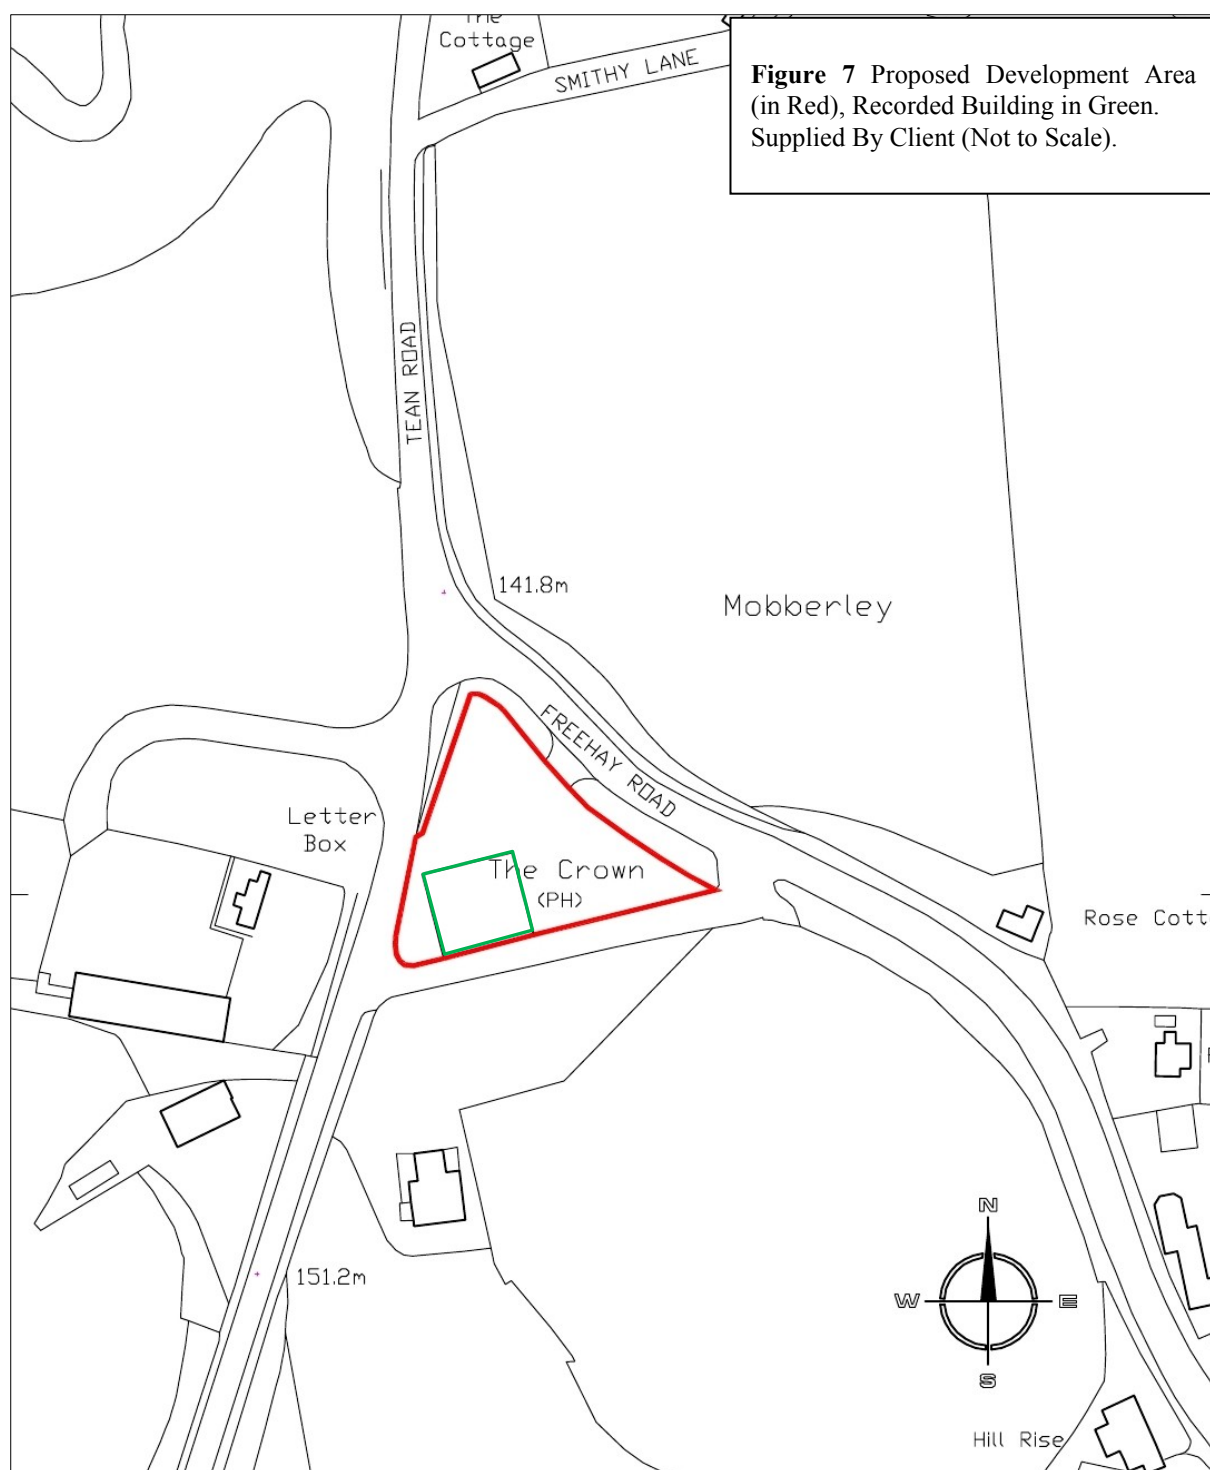 The
Cottage
SMITHY LANE
Figure 7 Proposed Development Area
(in Red), Recorded Building in Green.
Supplied By Client (Not to Scale).
TEAN ROAD
141.8m
Mobberley
FREEHAY ROAD
Letter
Box
The Crown
(PH)
Rose Cott
151.2m
N
W
E
S
Hill Rise